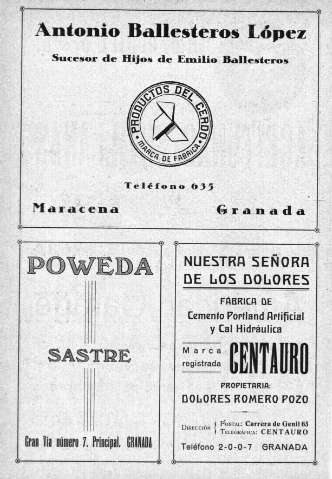 Antonio Ballesteros López
Sucesor de Hijos de Emilio Ballesteros
PRODUCTOS DEL CERDO
MARCA DE FÁBRICA
Teléfono 635
Maracena Granada
POWEDA
SASTRE
Gran Vía número 7. Principal. GRANADA
NUESTRA SEÑORA
DE LOS DOLORES
FÁBRICA DE
Cemento Portland Artificial
y Cal Hidráulica
Marca
registrada
CENTAURO
PROPIETARIA:
DOLORES ROMERO POZO
DIRECCIÓN
POSTAL: Carrera de Genil 63
TELEGRÁFICA: CENTAURO
Teléfono 2-0-0-7 GRANADA